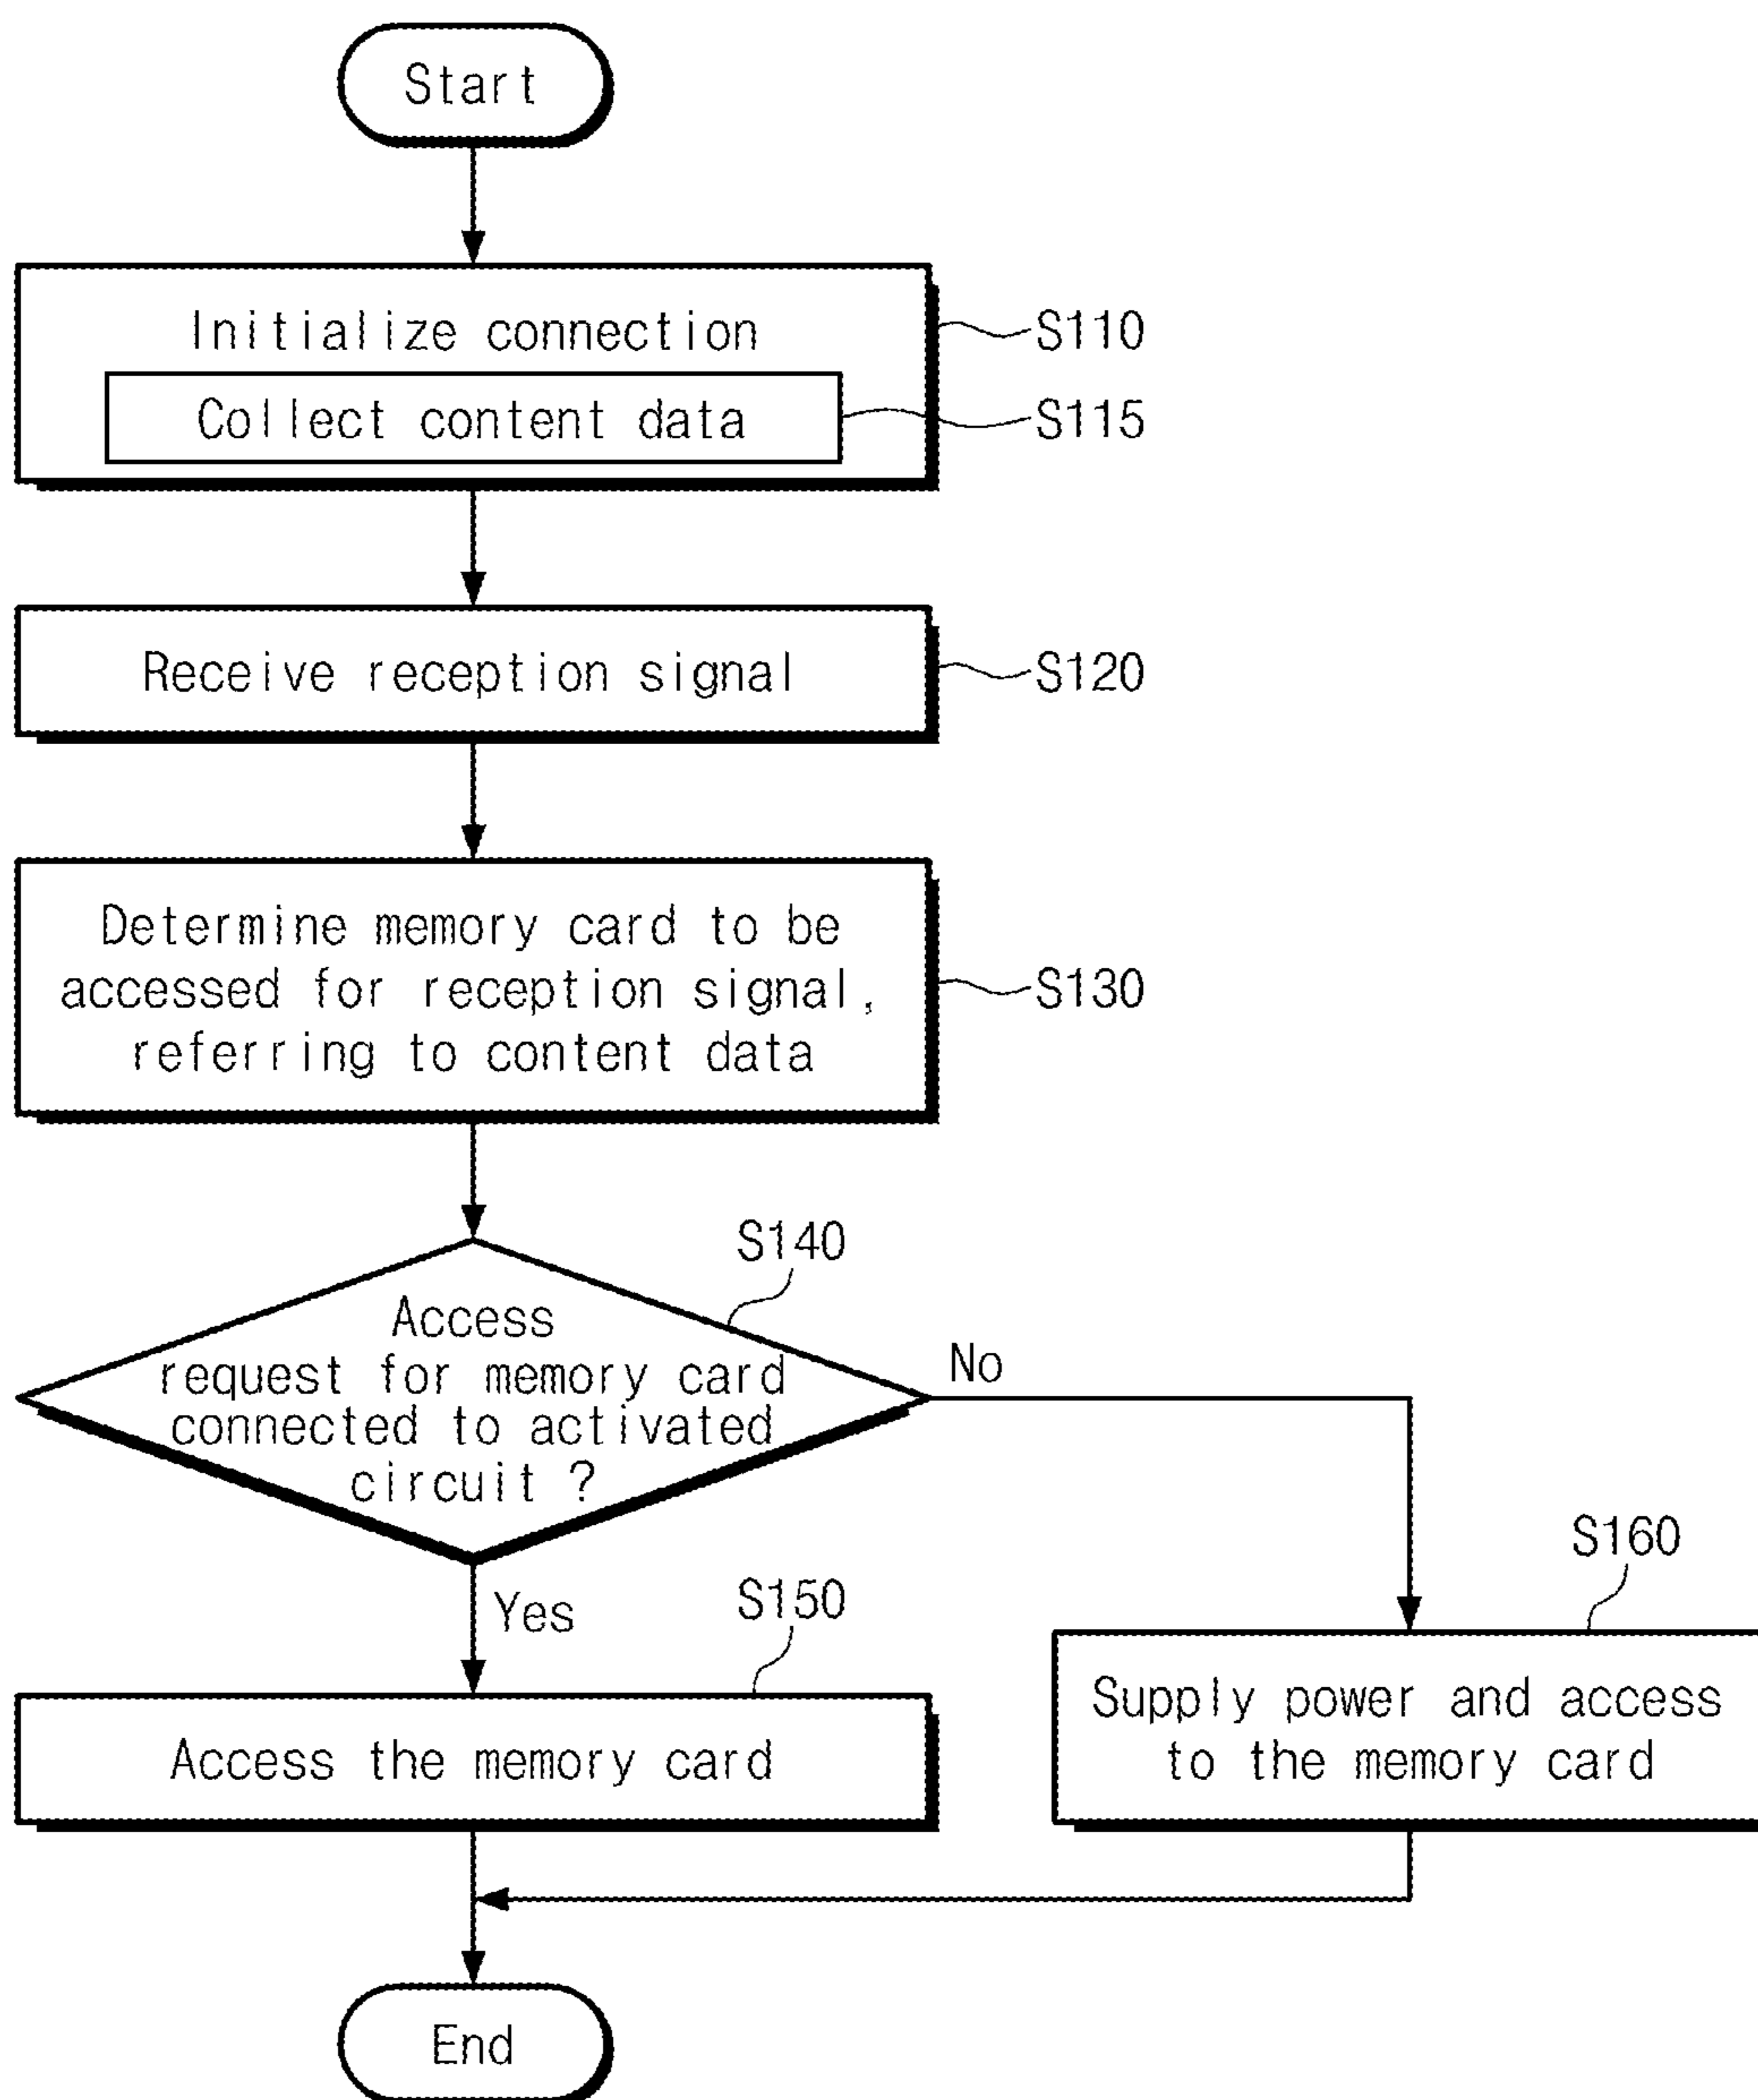 Start
Initialize connection
S110
Collect content data
S115
Receive reception signal
S120
Determine memory card to be
accessed for reception signal,
referring to content data
S130
S140
Access
request for memory card
connected to activated
circuit ?
No
Yes
S150
Access the memory card
S160
Supply power and access
to the memory card
End